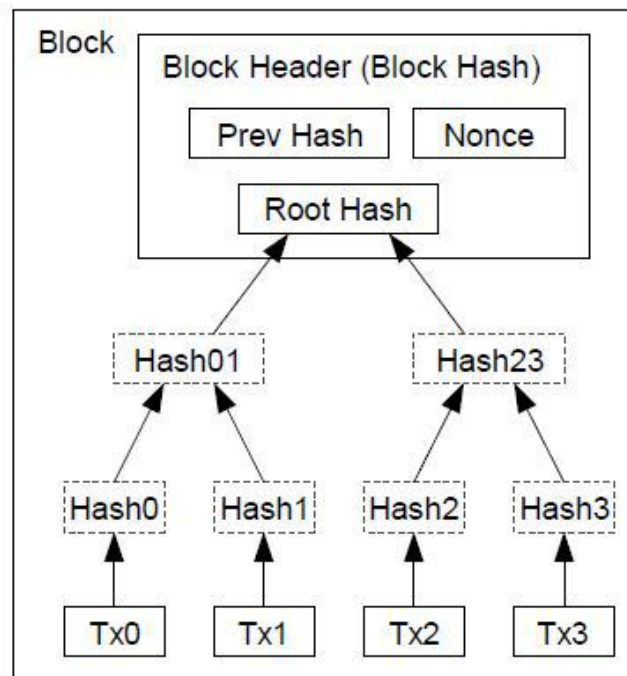 Block
Block Header (Block Hash)
Prev Hash Nonce
Root Hash
Hash01 Hash23
Hash0 Hash1 Hash2 Hash3
Tx0 Tx1 Tx2 Tx3